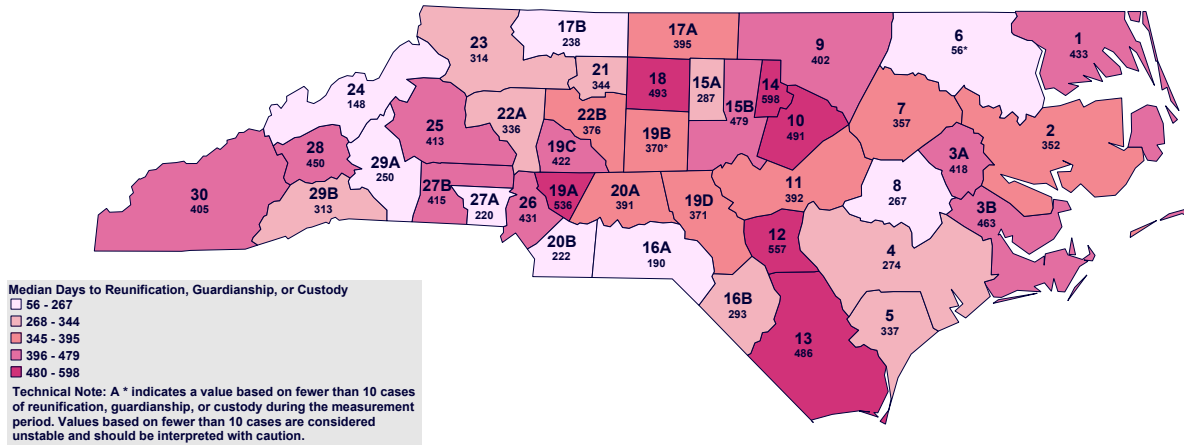 17B
238
17A
395
23
314
9
402
6
56*
1
433
21
344
18
493
15A
287
14
598
24
148
15B
479
7
357
22A
336
22B
376
10
491
25
413
19B
370*
2
352
28
450
19C
422
3A
418
29A
250
30
405
29B
313
27B
415
27A
220
26
431
19A
536
20A
391
19D
371
11
392
8
267
3B
463
12
557
20B
222
16A
190
4
274
16B
293
5
337
13
486
Median Days to Reunification, Guardianship, or Custody
56 - 267
268 - 344
345 - 395
396 - 479
480 - 598
Technical Note: A * indicates a value based on fewer than 10 cases
of reunification, guardianship, or custody during the measurement
period. Values based on fewer than 10 cases are considered
unstable and should be interpreted with caution.